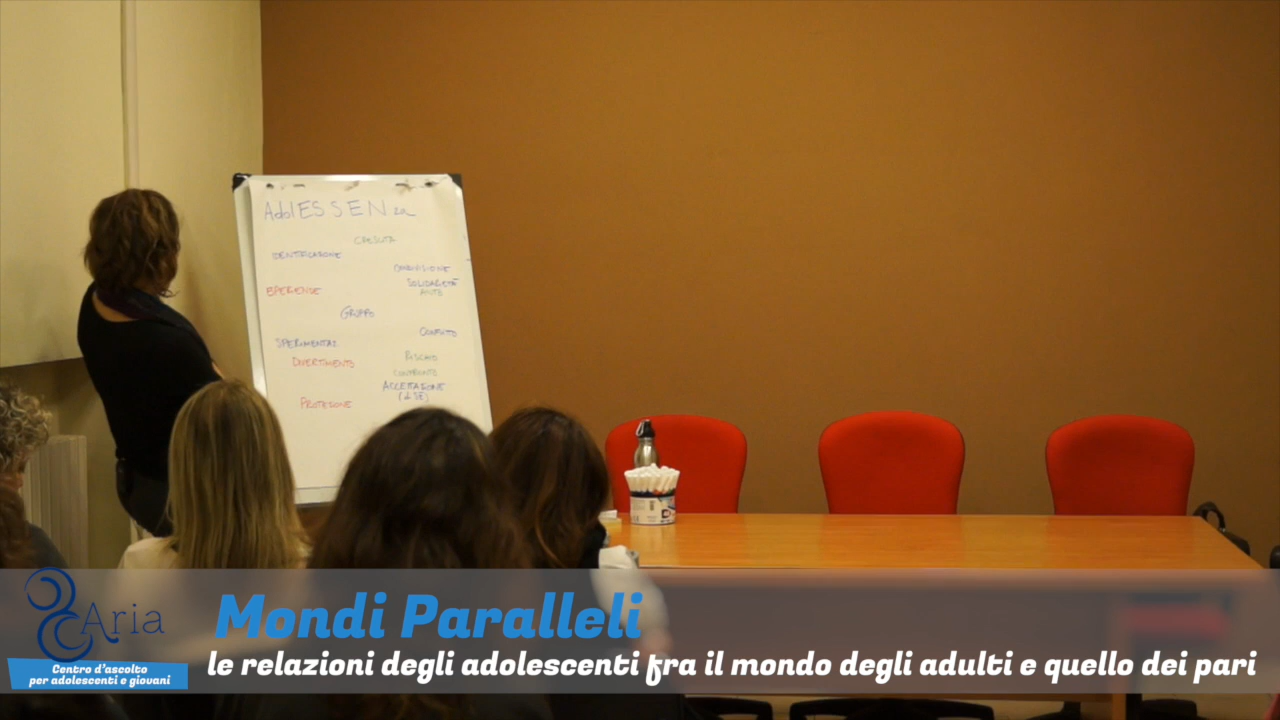 AdolESSENza
CRESCITA
IDENTIFICAZIONE
CONDIVISIONE
SOLIDARIETÀ
AIUTO
ESPERIENZE
GRUPPO
SPERIMENTAZ
DIVERTIMENTO
RISCHIO
CONFRONTO
ACCETTAZIONE
(di SÉ)
PROTEZIONE
Aria
Centro d'ascolto
per adolescenti e giovani
Mondi Paralleli
le relazioni degli adolescenti fra il mondo degli adulti e quello dei pari